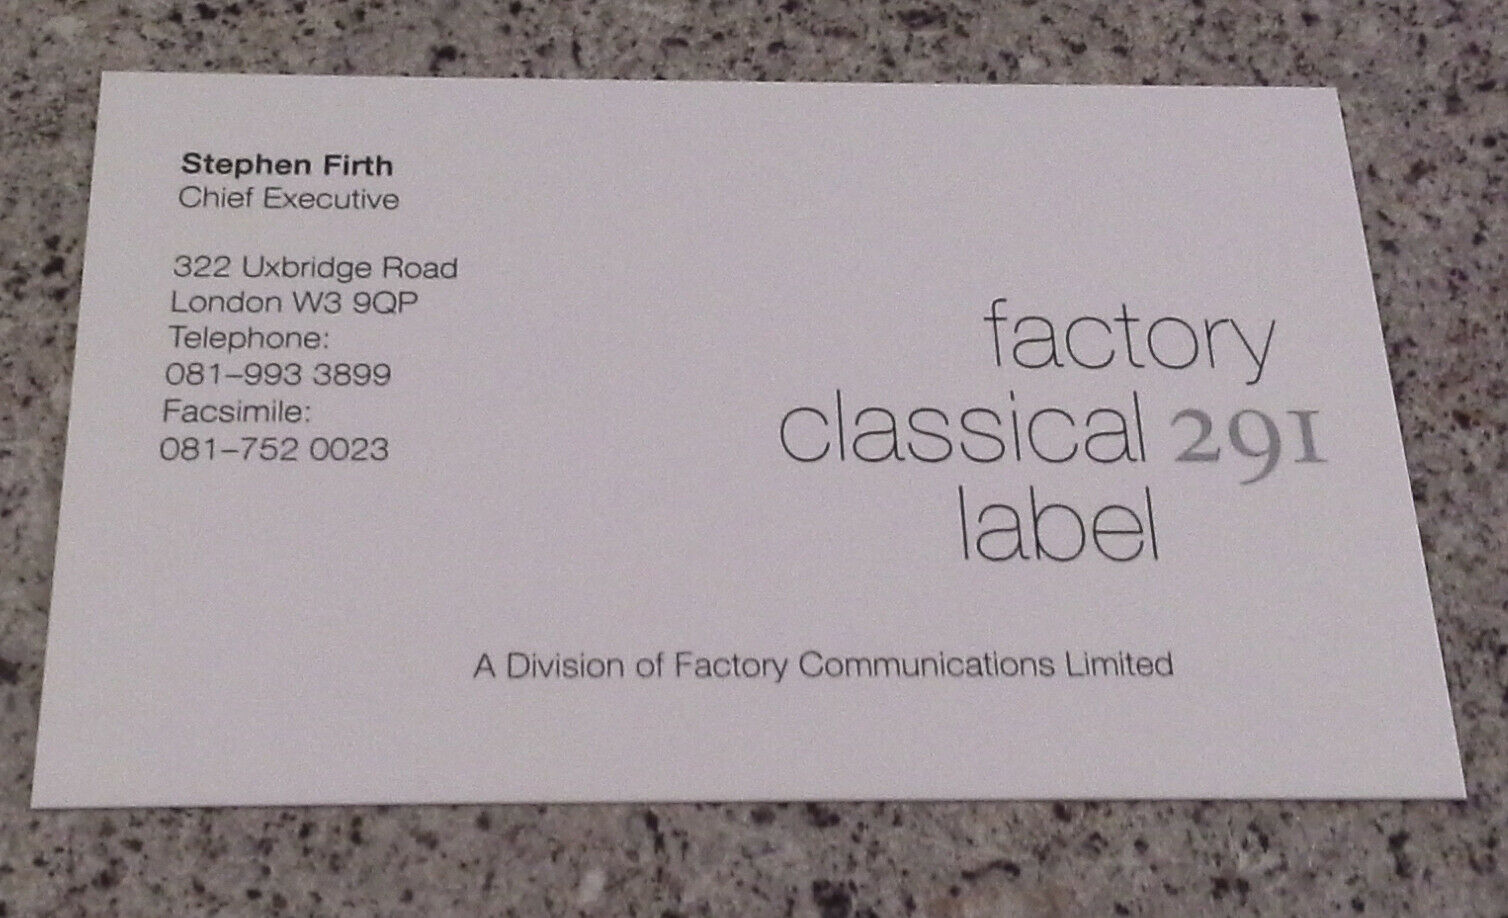 Stephen Firth
Chief Executive
322 Uxbridge Road
London W3 9QP
Telephone:
081–993 3899
Facsimile:
081–752 0023
factory
classical 291
label
A Division of Factory Communications Limited